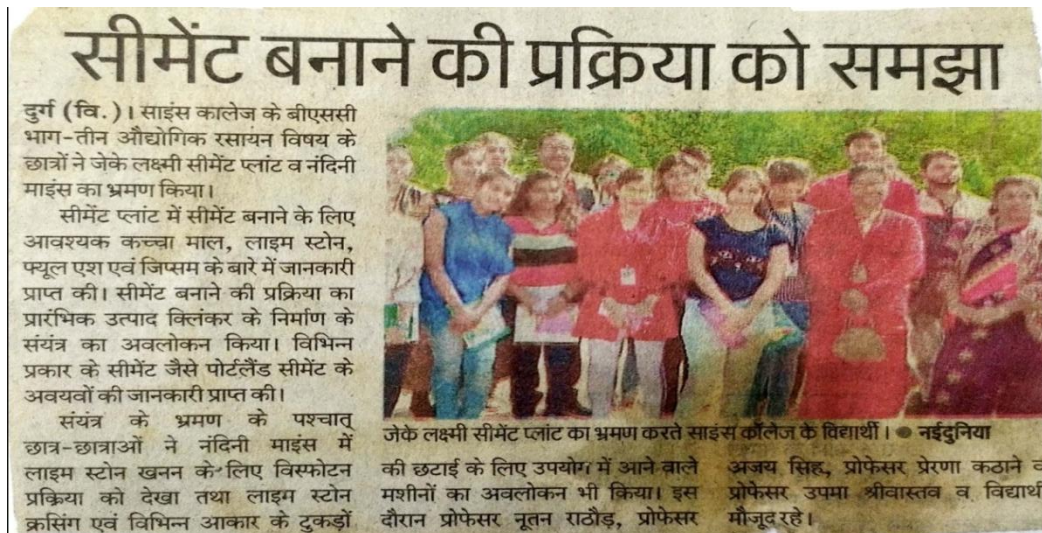 सीमेंट बनाने की प्रक्रिया को समझा
दुर्ग (वि.)। साइंस कालेज के बीएससी
भाग-तीन औद्योगिक रसायन विषय के
छात्रों ने जेके लक्ष्मी सीमेंट प्लांट व नंदिनी
माइंस का भ्रमण किया।
सीमेंट प्लांट में सीमेंट बनाने के लिए
आवश्यक कच्चा माल, लाइम स्टोन,
फ्यूल एश एवं जिप्सम के बारे में जानकारी
प्राप्त की। सीमेंट बनाने की प्रक्रिया का
प्रारंभिक उत्पाद क्लिंकर के निर्माण के
संयंत्र का अवलोकन किया। विभिन्न
प्रकार के सीमेंट जैसे पोर्टलैंड सीमेंट के
अवयवों की जानकारी प्राप्त की।
संयंत्र के भ्रमण के पश्चात्
छात्र-छात्राओं ने नंदिनी माइंस में
लाइम स्टोन खनन के लिए विस्फोटन
प्रक्रिया को देखा तथा लाइम स्टोन
क्रसिंग एवं विभिन्न आकार के टुकड़ों
जेके लक्ष्मी सीमेंट प्लांट का भ्रमण करते साइंस कॉलेज के विद्यार्थी। ● नईदुनिया
की छटाई के लिए उपयोग में आने वाले
मशीनों का अवलोकन भी किया। इस
दौरान प्रोफेसर नूतन राठौड़, प्रोफेसर
अजय सिंह, प्रोफेसर प्रेरणा कठाने व
प्रोफेसर उपमा श्रीवास्तव व विद्यार्थी
मौजूद रहे।